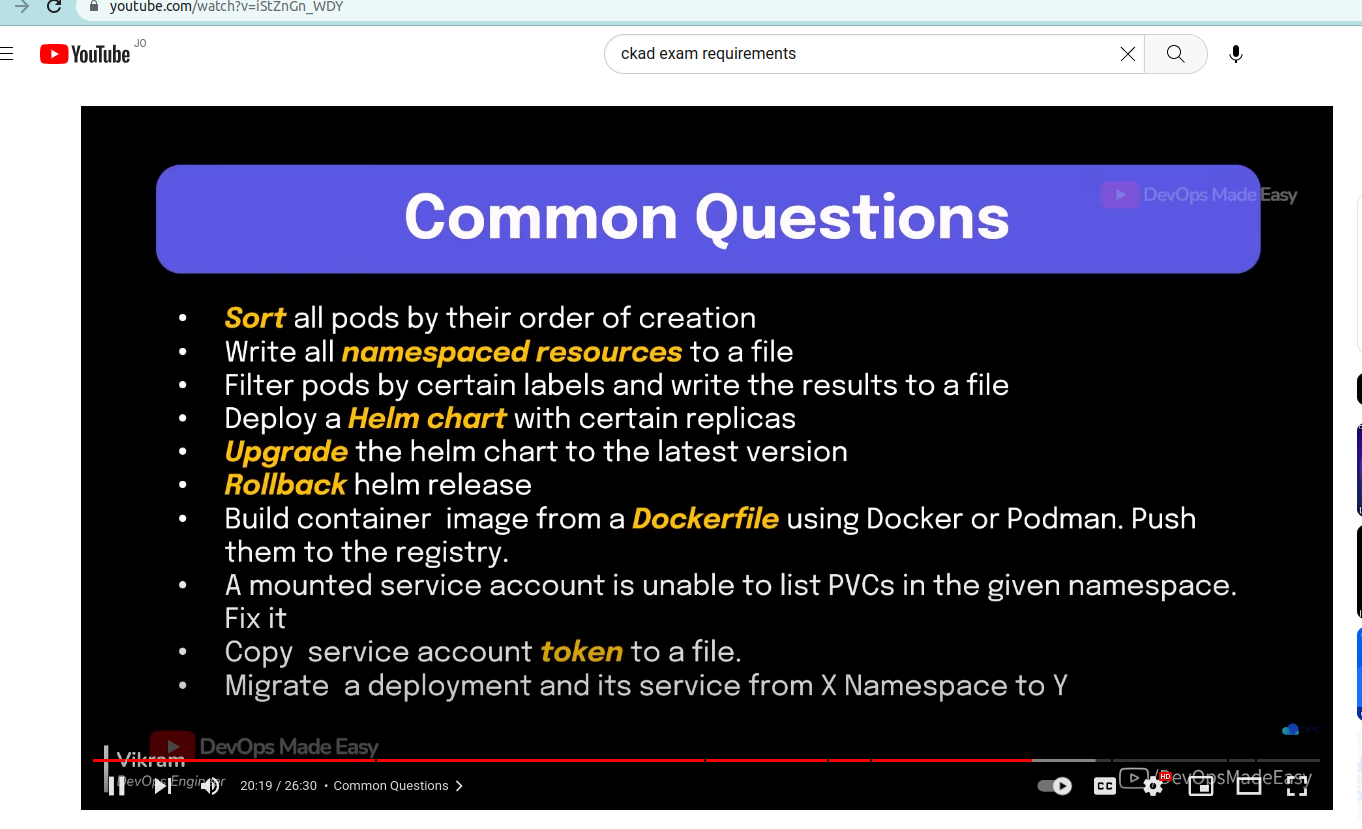 youtube.com/watch?v=iStZnGn_WDY
YouTube JO
ckad exam requirements
Common Questions
DevOps Made Easy
• Sort all pods by their order of creation
• Write all namespaced resources to a file
• Filter pods by certain labels and write the results to a file
• Deploy a Helm chart with certain replicas
• Upgrade the helm chart to the latest version
• Rollback helm release
• Build container image from a Dockerfile using Docker or Podman. Push
them to the registry.
• A mounted service account is unable to list PVCs in the given namespace.
Fix it
• Copy service account token to a file.
• Migrate a deployment and its service from X Namespace to Y
DevOps Made Easy
Vikram
DevOps Engineer
20:19 / 26:30 • Common Questions
CC
HD
/DevOpsMadeEasy